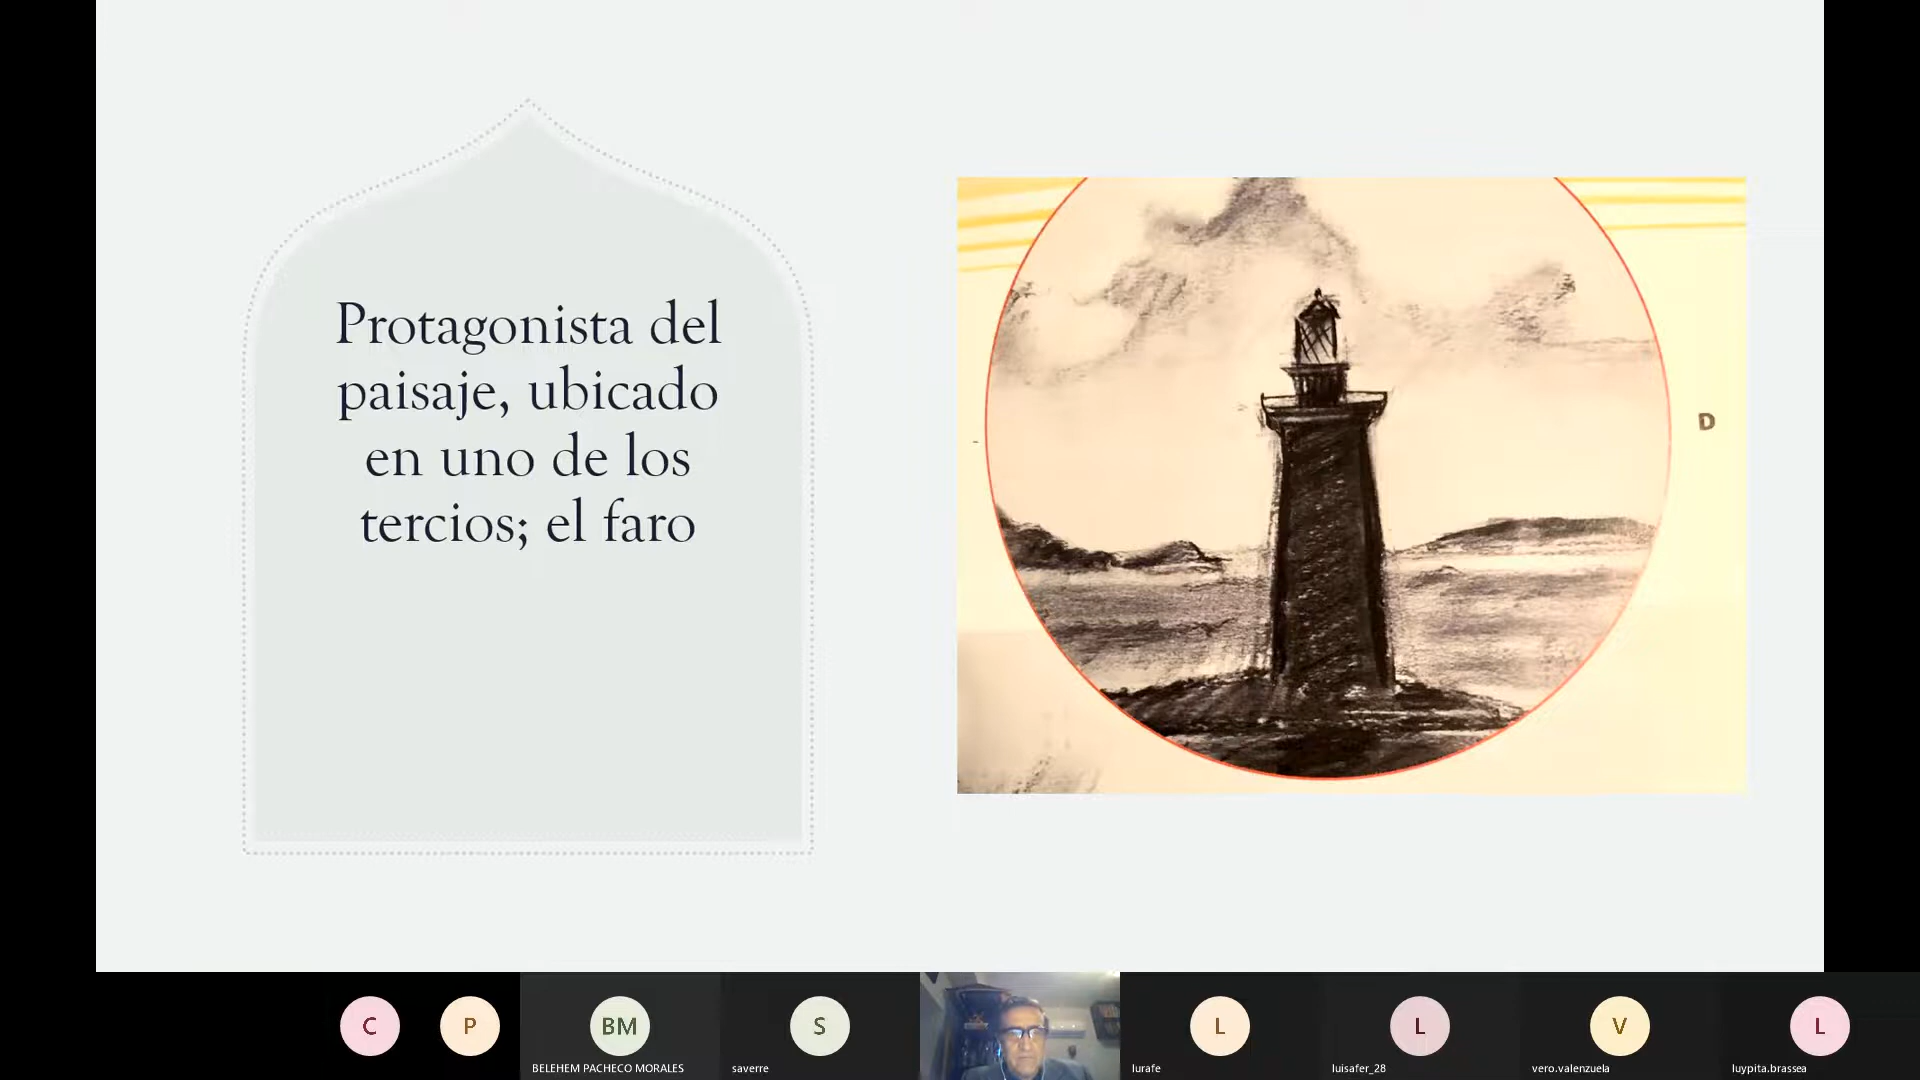 Protagonista del
paisaje, ubicado
en uno de los
tercios; el faro
D
C
P
BM
S
L
L
V
L
BELEHEM PACHECO MORALES
saverre
lurafe
luisafer_28
vero.valenzuela
luypita.brassea